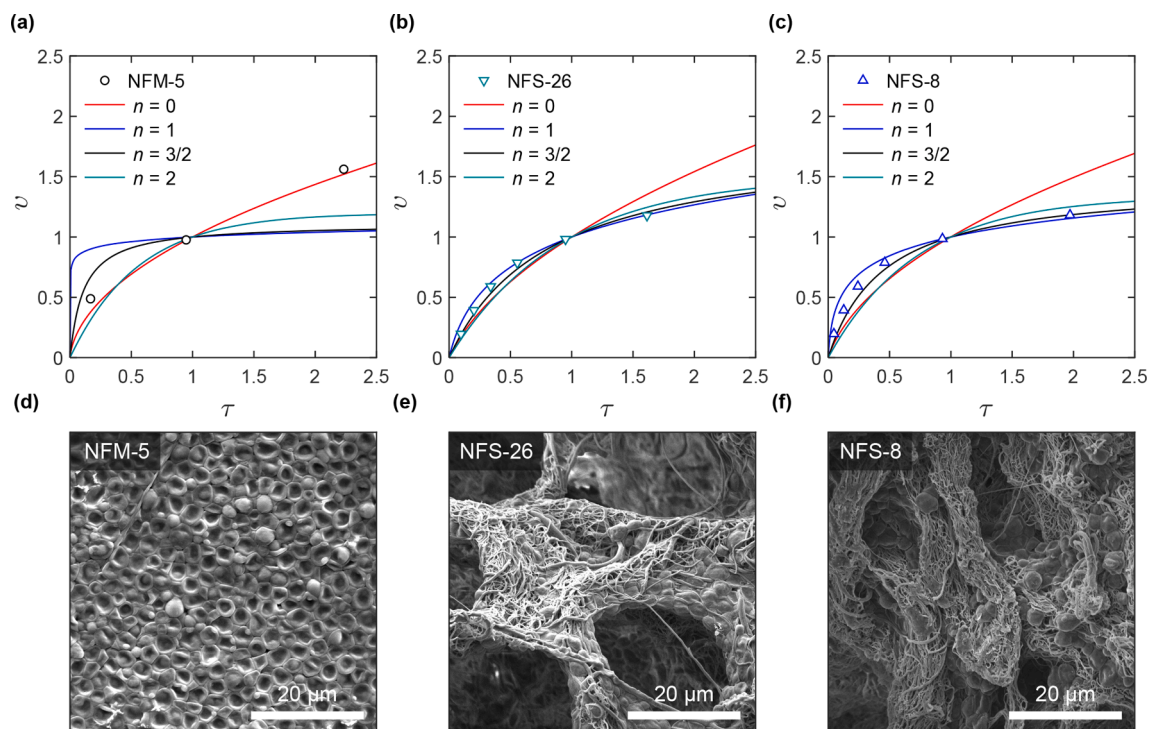 (a)
(b)
(c)
2.5
2
1.5
1
0.5
0
υ
NFM-5
n = 0
n = 1
n = 3/2
n = 2
0 0.5 1 1.5 2 2.5
τ
2.5
2
1.5
1
0.5
0
υ
NFS-26
n = 0
n = 1
n = 3/2
n = 2
0 0.5 1 1.5 2 2.5
τ
2.5
2
1.5
1
0.5
0
υ
NFS-8
n = 0
n = 1
n = 3/2
n = 2
0 0.5 1 1.5 2 2.5
τ
(d)
(e)
(f)
NFM-5
20 μm
NFS-26
20 μm
NFS-8
20 μm